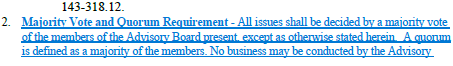 143-318.12.
2. Majority Vote and Quorum Requirement - All issues shall be decided by a majority vote
of the members of the Advisory Board present, except as otherwise stated herein. A quorum
is defined as a majority of the members. No business may be conducted by the Advisory